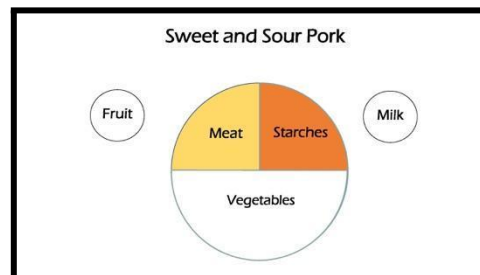 Sweet and Sour Pork
Fruit
Meat
Starches
Milk
Vegetables